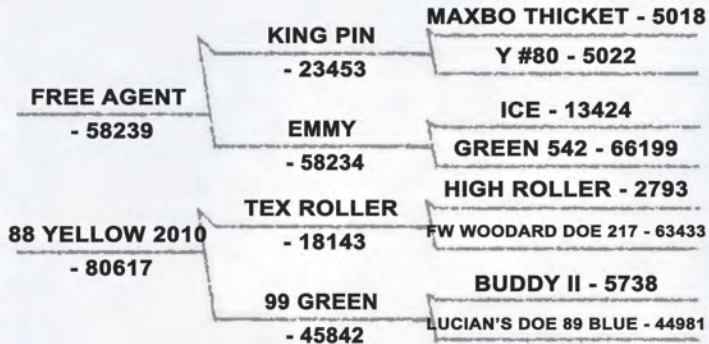 MAXBO THICKET - 5018
KING PIN
- 23453
Y #80 - 5022
FREE AGENT
- 58239
ICE - 13424
EMMY
- 58234
GREEN 542 - 66199
HIGH ROLLER - 2793
TEX ROLLER
- 18143
FW WOODARD DOE 217 - 63433
88 YELLOW 2010
- 80617
BUDDY II - 5738
99 GREEN
- 45842
LUCIAN'S DOE 89 BLUE - 44981